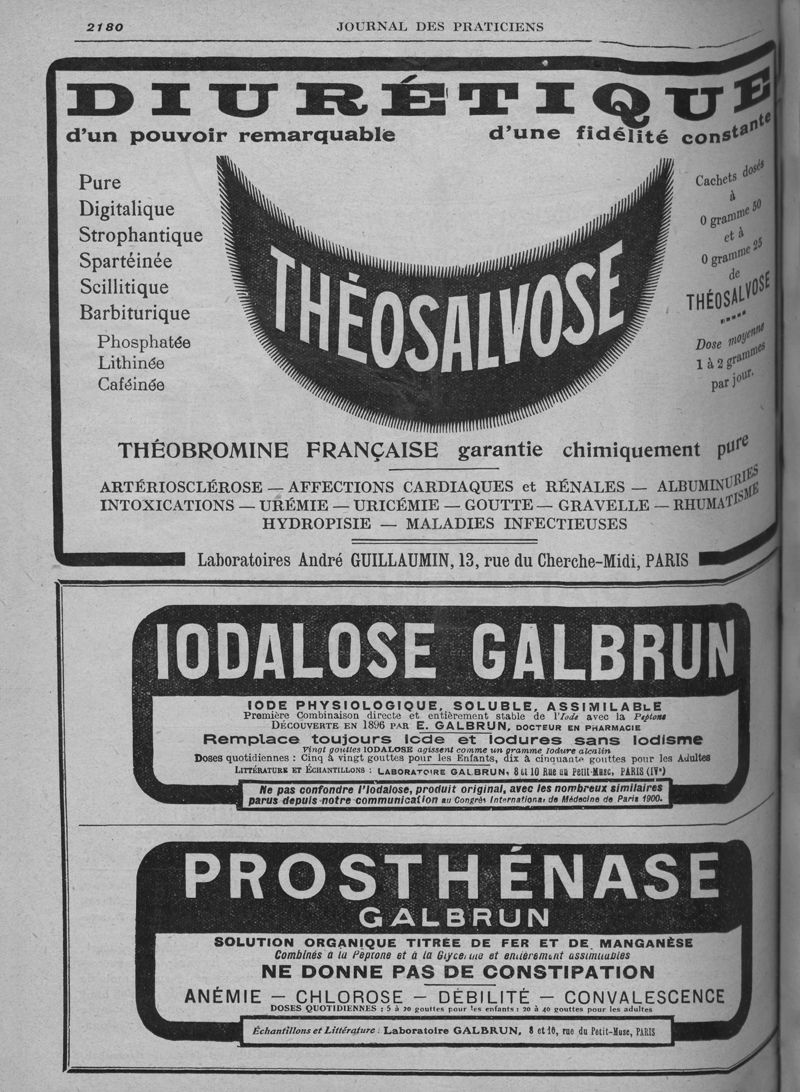 2180
JOURNAL DES PRATICIENS
DIURÉTIQUE
d'un pouvoir remarquable
d'une fidélité constante
Pure
Digitalique
Strophantique
Spartéinée
Scillitique
Barbiturique
Phosphatée
Lithinée
Caféinée
THÉOSALVOSE
Cachets dosés
à
0 gramme 50
et à
0 gramme 25
de
THÉOSALVOSE
Dose moyenne
1 à 2 grammes
par jour.
THÉOBROMINE FRANÇAISE garantie chimiquement pure
ARTÉRIOSCLÉROSE — AFFECTIONS CARDIAQUES et RÉNALES — ALBUMINURIES
INTOXICATIONS — URÉMIE — URICÉMIE — GOUTTE — GRAVELLE — RHUMATISME
HYDROPISIE — MALADIES INFECTIEUSES
Laboratoires André GUILLAUMIN, 13, rue du Cherche-Midi, PARIS
IODALOSE GALBRUN
IODE PHYSIOLOGIQUE, SOLUBLE, ASSIMILABLE
Première Combinaison directe et entièrement stable de l'Iode avec la Peptone
DÉCOUVERTE EN 1896 PAR E. GALBRUN, DOCTEUR EN PHARMACIE
Remplace toujours Iode et Iodures sans Iodisme
Vingt gouttes IODALOSE agissent comme un gramme Iodure alcalin
Doses quotidiennes : Cinq à vingt gouttes pour les Enfants, dix à cinquante gouttes pour les Adultes
LITTÉRATURE ET ÉCHANTILLONS : LABORATOIRE GALBRUN, 8 et 10 Rue du Petit-Musc, PARIS (IVe)
Ne pas confondre l'Iodalose, produit original, avec les nombreux similaires
parus depuis notre communication au Congrès International de Médecine de Paris 1900.
PROSTHÉNASE
GALBRUN
SOLUTION ORGANIQUE TITRÉE DE FER ET DE MANGANÈSE
Combinés à la Peptone et à la Glycérine et entièrement assimilables
NE DONNE PAS DE CONSTIPATION
ANÉMIE — CHLOROSE — DÉBILITÉ — CONVALESCENCE
DOSES QUOTIDIENNES : 5 à 20 gouttes pour les enfants : 20 à 40 gouttes pour les adultes
Échantillons et Littérature : Laboratoire GALBRUN, 8 et 10, rue du Petit-Musc, PARIS